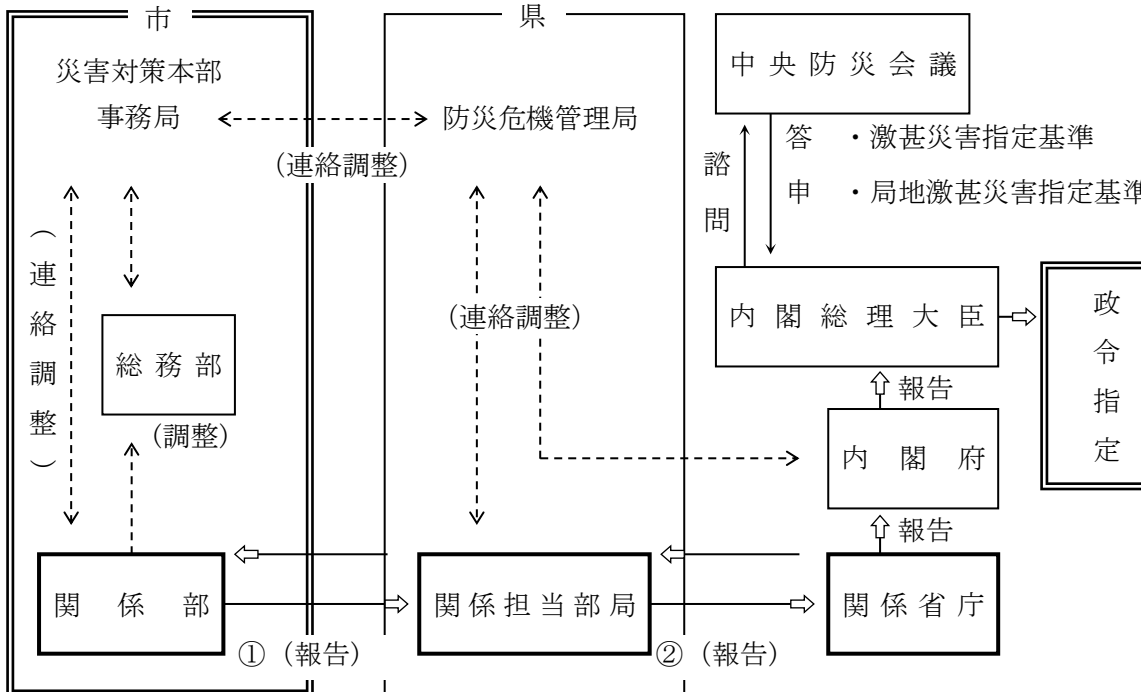 市
災害対策本部
事務局
(連絡調整)
総務部
(調整)
関係部
①(報告)
県
防災危機管理局
(連絡調整)
(連絡調整)
関係担当部局
②(報告)
中央防災会議
諮問
答申
・激甚災害指定基準
・局地激甚災害指定基準
内閣総理大臣
報告
内閣府
報告
関係省庁
政令指定